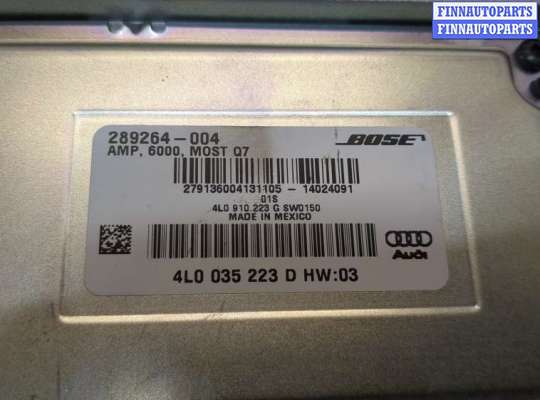 FINNAUTOPARTS
FINNAUTOPARTS
289264-004
AMP, 6000, MOST Q7
BOSE
279136004131105 - 14024091
01S
4L0 910 223 G SW0150
MADE IN MEXICO
Audi
4L0 035 223 D HW:03